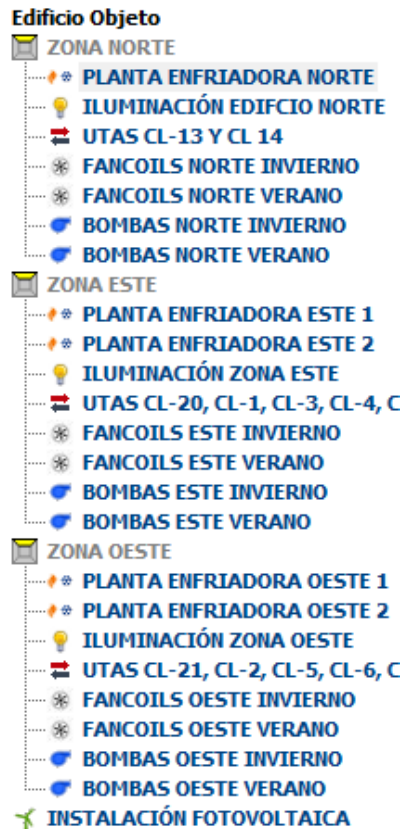 Edificio Objeto
ZONA NORTE
PLANTA ENFRIADORA NORTE
ILUMINACIÓN EDIFCIO NORTE
UTAS CL-13 Y CL 14
FANCOILS NORTE INVIERNO
FANCOILS NORTE VERANO
BOMBAS NORTE INVIERNO
BOMBAS NORTE VERANO
ZONA ESTE
PLANTA ENFRIADORA ESTE 1
PLANTA ENFRIADORA ESTE 2
ILUMINACIÓN ZONA ESTE
UTAS CL-20, CL-1, CL-3, CL-4, C
FANCOILS ESTE INVIERNO
FANCOILS ESTE VERANO
BOMBAS ESTE INVIERNO
BOMBAS ESTE VERANO
ZONA OESTE
PLANTA ENFRIADORA OESTE 1
PLANTA ENFRIADORA OESTE 2
ILUMINACIÓN ZONA OESTE
UTAS CL-21, CL-2, CL-5, CL-6, C
FANCOILS OESTE INVIERNO
FANCOILS OESTE VERANO
BOMBAS OESTE INVIERNO
BOMBAS OESTE VERANO
INSTALACIÓN FOTOVOLTAICA